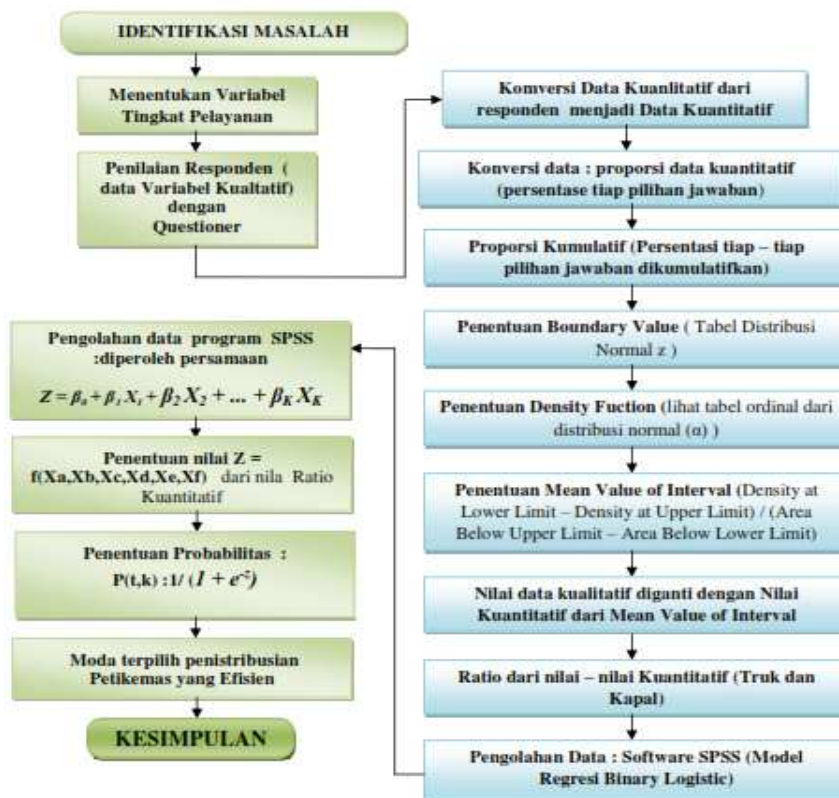 IDENTIFIKASI MASALAH
Menentukan Variabel
Tingkat Pelayanan
Penilaian Responden (
data Variabel Kualtatif)
dengan
Questioner
Komversi Data Kuanlitatif dari
responden menjadi Data Kuantitatif
Konversi data : proporsi data kuantitatif
(persentase tiap pilihan jawaban)
Proporsi Kumulatif (Persentasi tiap – tiap
pilihan jawaban dikumulatifkan)
Penentuan Boundary Value ( Tabel Distribusi
Normal z )
Penentuan Density Fuction (lihat tabel ordinal dari
distribusi normal (α) )
Penentuan Mean Value of Interval (Density at
Lower Limit – Density at Upper Limit) / (Area
Below Upper Limit – Area Below Lower Limit)
Nilai data kualitatif diganti dengan Nilai
Kuantitatif dari Mean Value of Interval
Ratio dari nilai – nilai Kuantitatif (Truk dan
Kapal)
Pengolahan Data : Software SPSS (Model
Regresi Binary Logistic)
Pengolahan data program SPSS
:diperoleh persamaan
Z = β₀ + β₁ X₁ + β₂ X₂ + ... + β_K X_K
Penentuan nilai Z =
f(Xa,Xb,Xc,Xd,Xe,Xf) dari nila Ratio
Kuantitatif
Penentuan Probabilitas :
P(t,k) :1/ (1 + e⁻ᶻ)
Moda terpilih penistribusian
Petikemas yang Efisien
KESIMPULAN